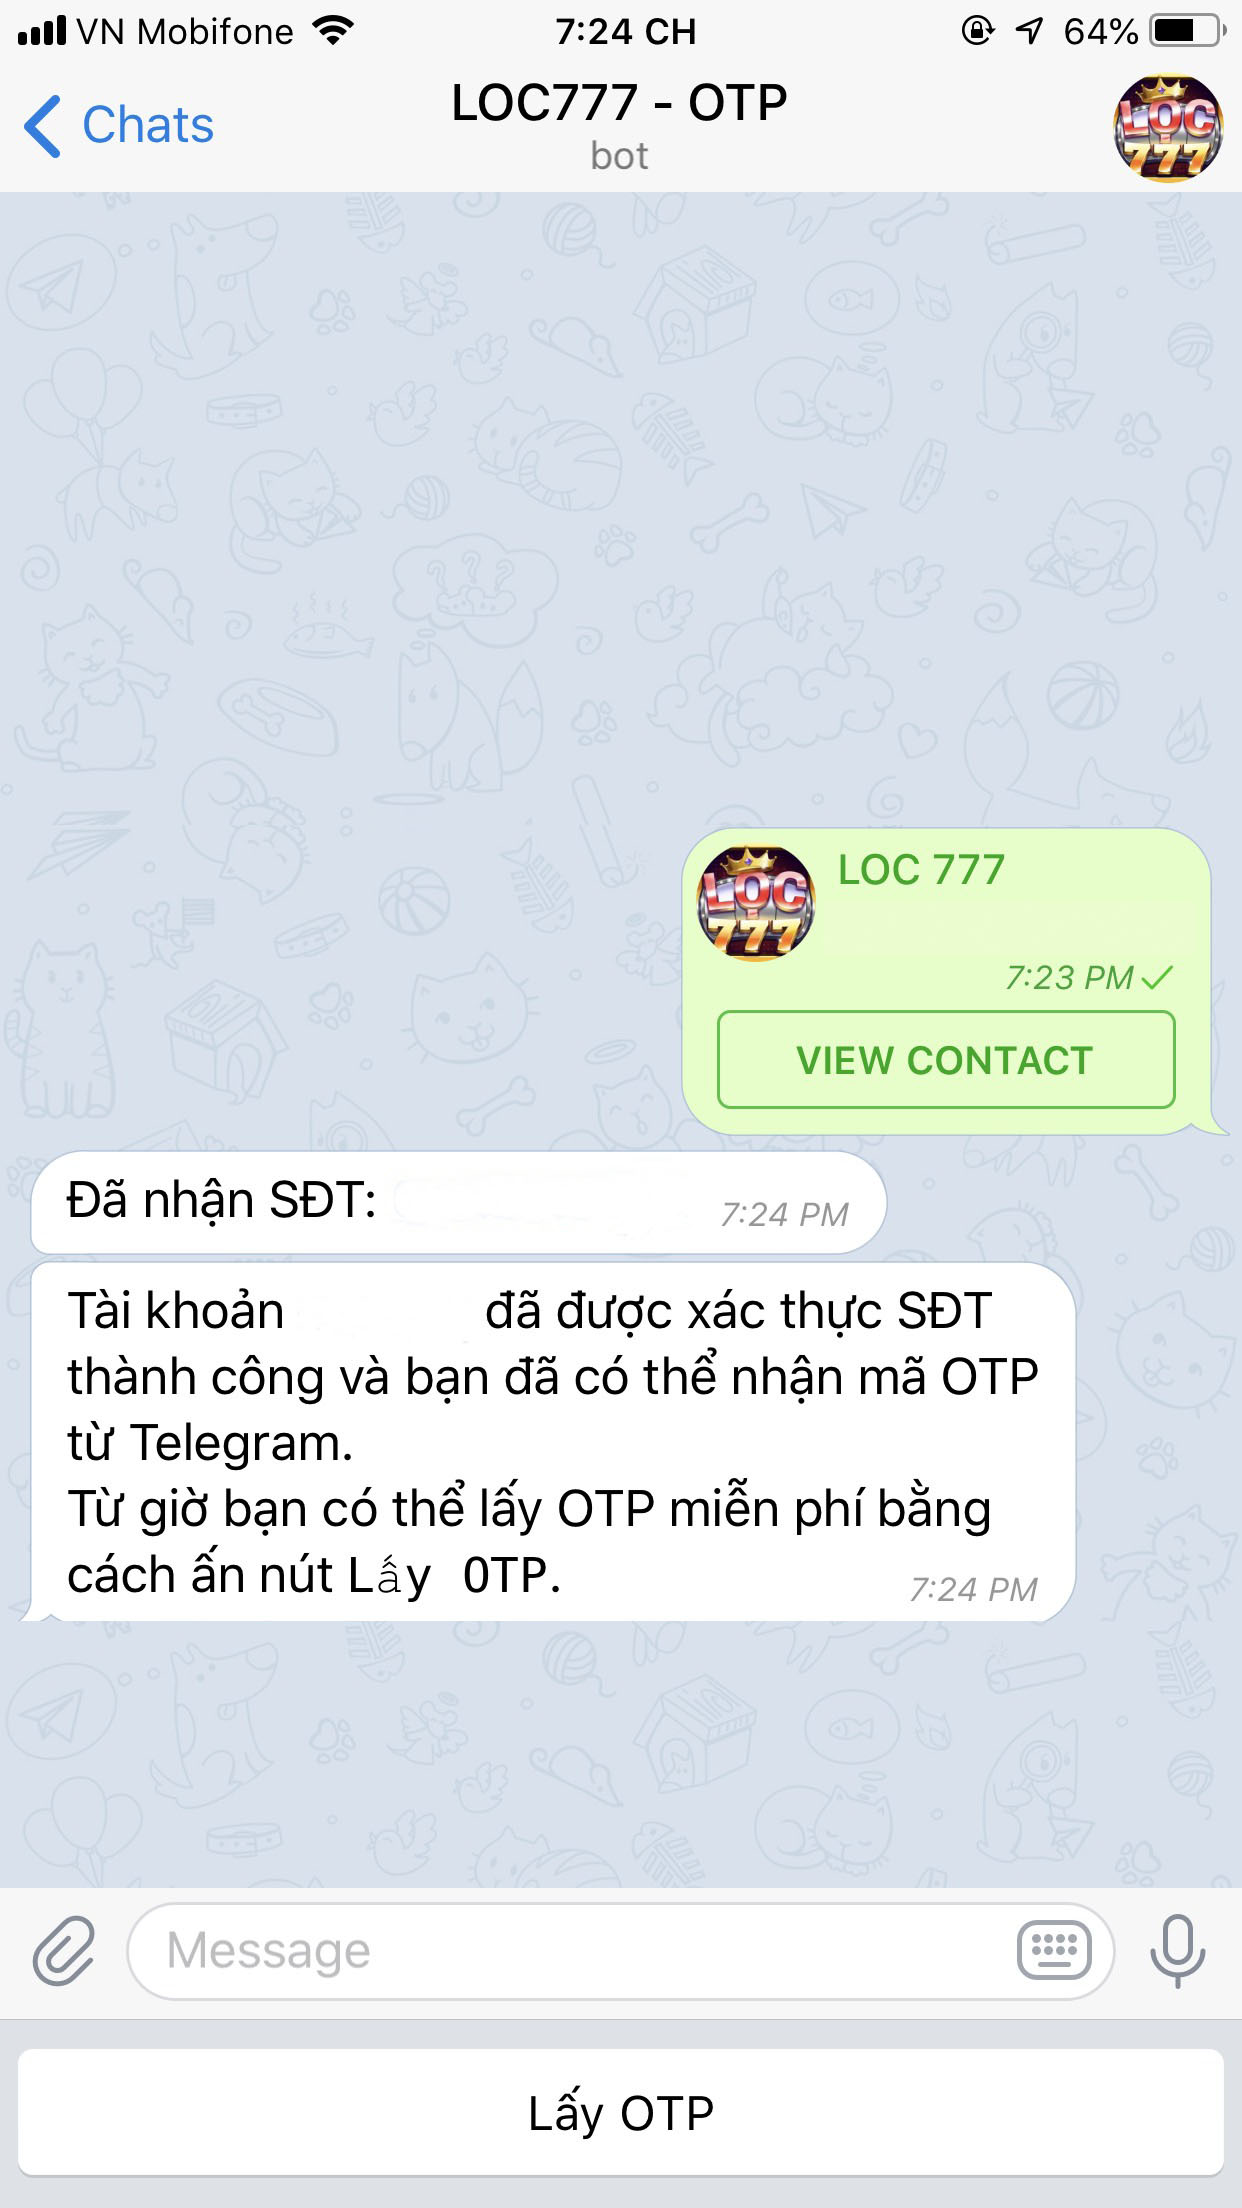 VN Mobifone
7:24 CH
64%
Chats
LOC777 - OTP
bot
LỘC
777
LOC 777
LỘC
777
7:23 PM
VIEW CONTACT
Đã nhận SĐT:
7:24 PM
Tài khoản đã được xác thực SĐT
thành công và bạn đã có thể nhận mã OTP
từ Telegram.
Từ giờ bạn có thể lấy OTP miễn phí bằng
cách ấn nút Lấy 0TP.
7:24 PM
Message
Lấy OTP